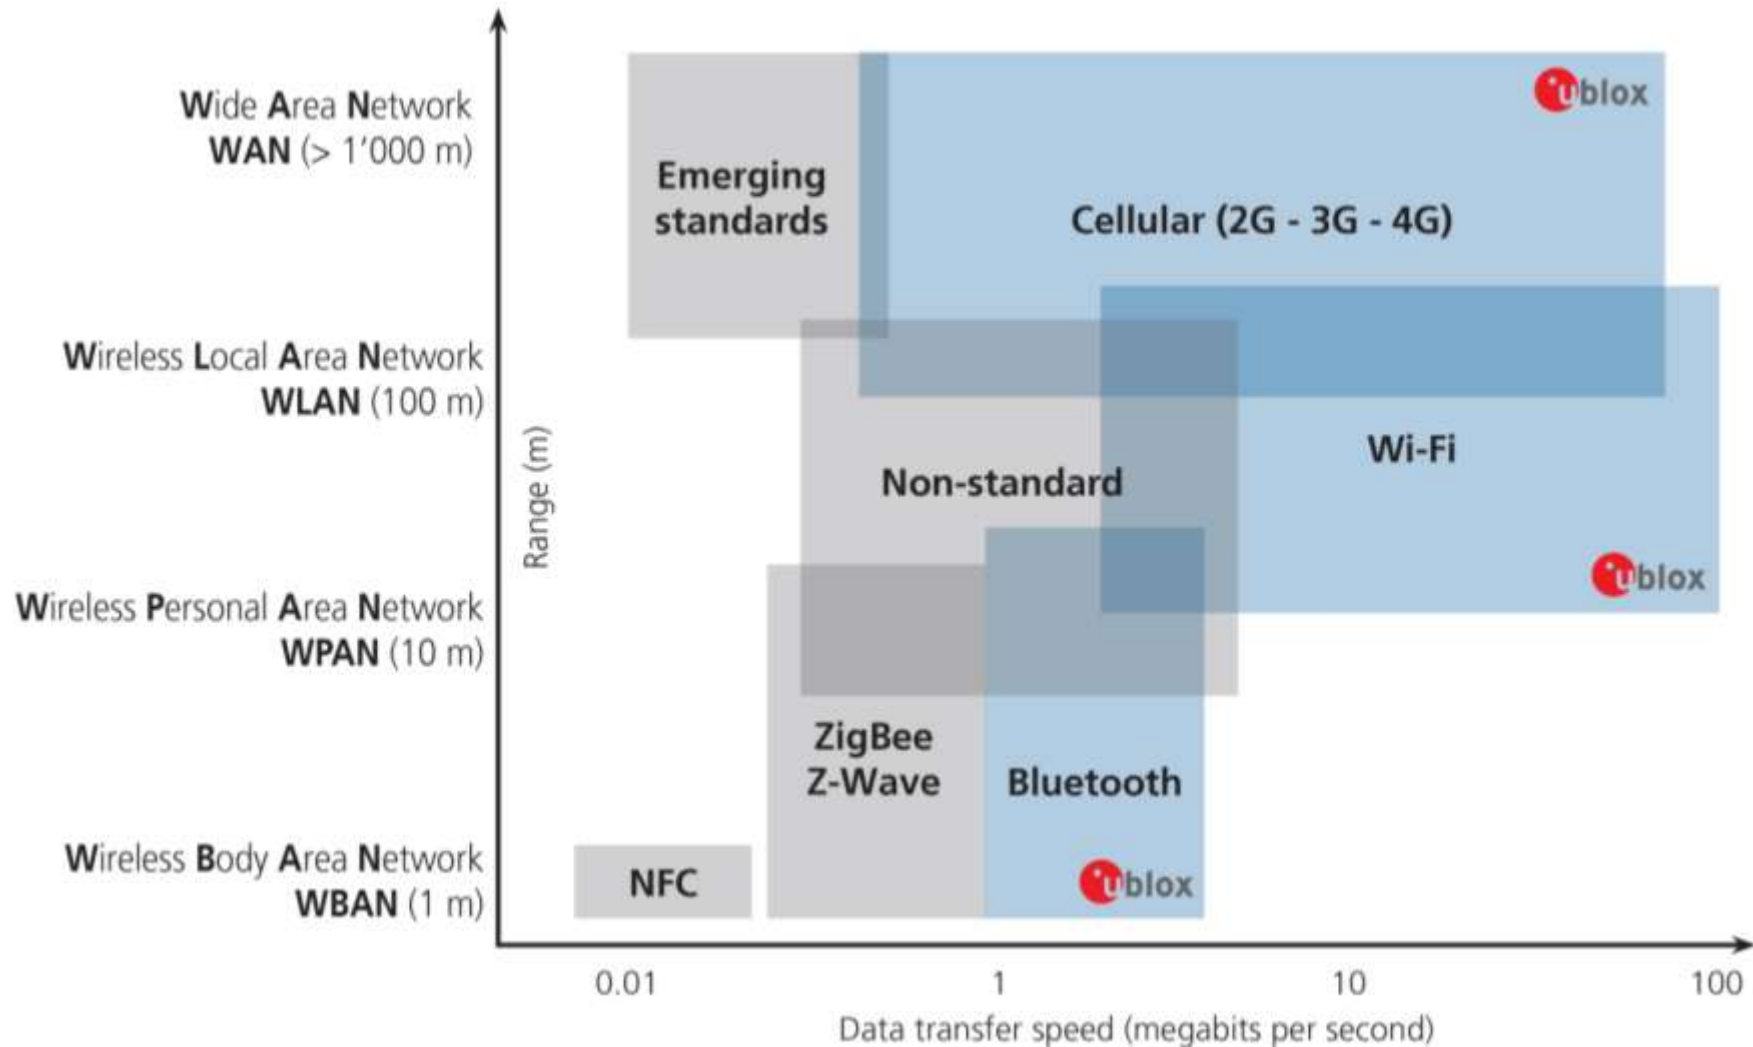 Wide Area Network
WAN (> 1'000 m)
Wireless Local Area Network
WLAN (100 m)
Wireless Personal Area Network
WPAN (10 m)
Wireless Body Area Network
WBAN (1 m)
Range (m)
Emerging
standards
ublox
Cellular (2G - 3G - 4G)
Wi-Fi
ublox
Non-standard
ZigBee
Z-Wave
Bluetooth
ublox
NFC
0.01 1 10 100
Data transfer speed (megabits per second)